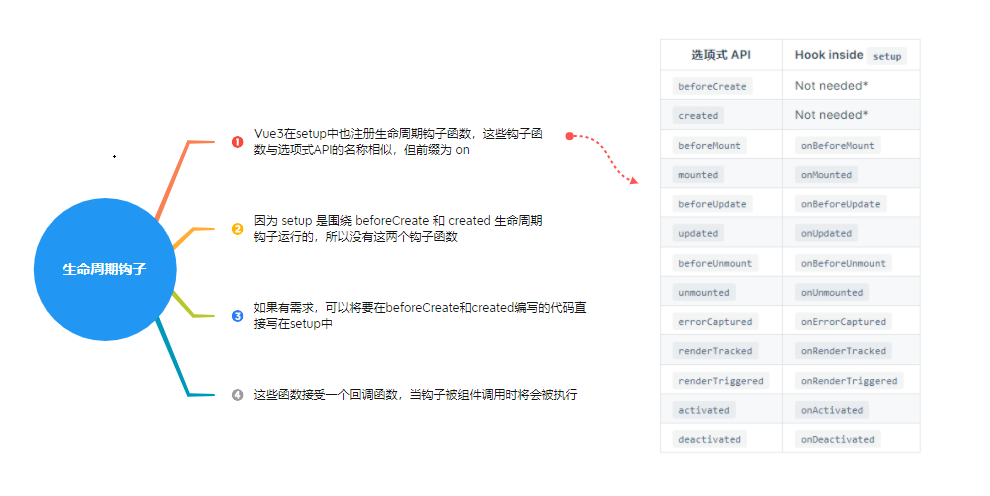 生命周期钩子
1 Vue3在setup中也注册生命周期钩子函数，这些钩子函
数与选项式API的名称相似，但前缀为 on
2 因为 setup 是围绕 beforeCreate 和 created 生命周期
钩子运行的，所以没有这两个钩子函数
3 如果有需求，可以将要在beforeCreate和created编写的代码直
接写在setup中
4 这些函数接受一个回调函数，当钩子被组件调用时将会被执行
选项式 API Hook inside setup
beforeCreate Not needed*
created Not needed*
beforeMount onBeforeMount
mounted onMounted
beforeUpdate onBeforeUpdate
updated onUpdated
beforeUnmount onBeforeUnmount
unmounted onUnmounted
errorCaptured onErrorCaptured
renderTracked onRenderTracked
renderTriggered onRenderTriggered
activated onActivated
deactivated onDeactivated